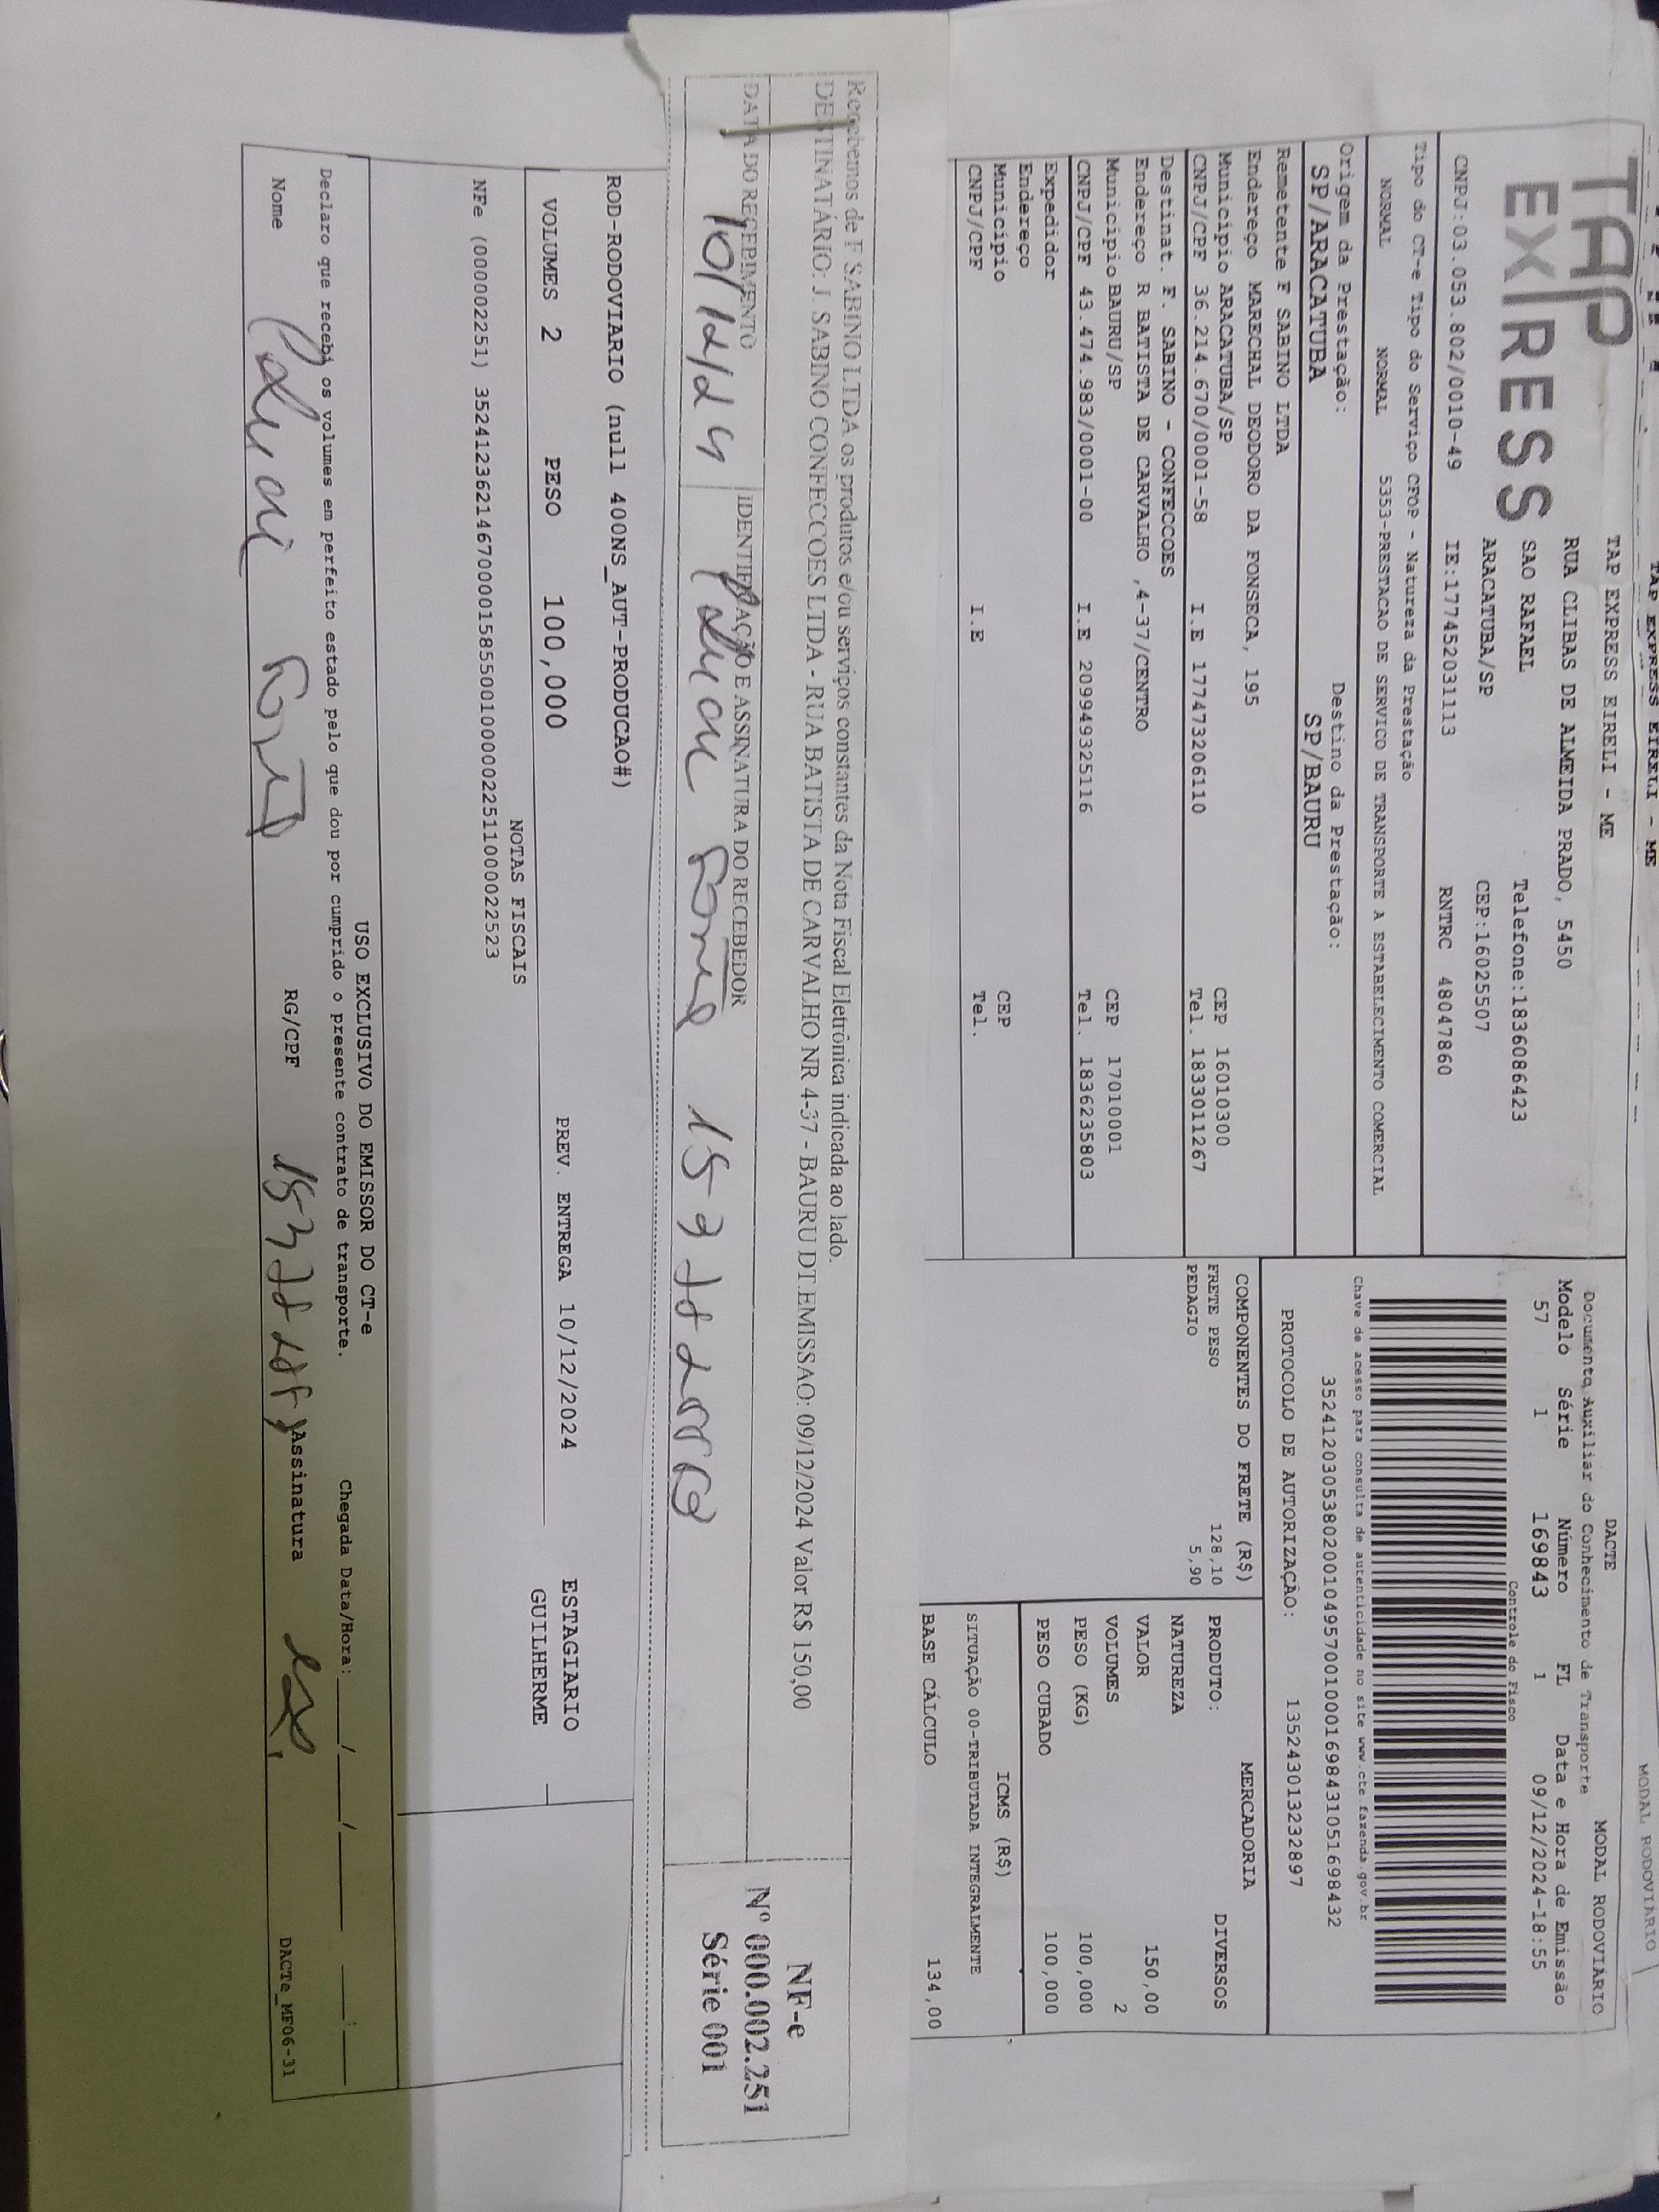 TAP EXPRESS EIRELI - ME
MODAL RODOVIARIO
TAP EXPRESS
TAP EXPRESS EIRELI - ME
RUA CLIBAS DE ALMEIDA PRADO, 5450
SAO RAFAEL Telefone:1836086423
ARACATUBA/SP CEP:16025507
CNPJ:03.053.802/0010-49 IE:177452031113 RNTRC 48047860
Tipo do CT-e Tipo do Serviço CFOP - Natureza da Prestação
NORMAL NORMAL 5353-PRESTACAO DE SERVICO DE TRANSPORTE A ESTABELECIMENTO COMERCIAL
Origem da Prestação: Destino da Prestação:
SP/ARACATUBA SP/BAURU
Remetente F SABINO LTDA
Endereço MARECHAL DEODORO DA FONSECA, 195
Município ARACATUBA/SP CEP 16010300
CNPJ/CPF 36.214.670/0001-58 I.E 177473206110 Tel. 1833011267
Destinat. F. SABINO - CONFECCOES
Endereço R BATISTA DE CARVALHO ,4-37/CENTRO
Município BAURU/SP CEP 17010001
CNPJ/CPF 43.474.983/0001-00 I.E 209949325116 Tel. 1836235803
Expedidor
Endereço
Município CEP
CNPJ/CPF I.E Tel.
DACTE MODAL RODOVIÁRIO
Documento Auxiliar do Conhecimento de Transporte
Modelo Série Número FL Data e Hora de Emissão
57 1 169843 1 09/12/2024-18:55
Controle do Fisco
Chave de acesso para consulta de autenticidade no site www.cte.fazenda.gov.br
35241203053802001049570010001698431051698432
PROTOCOLO DE AUTORIZAÇÃO: 135243013232897
COMPONENTES DO FRETE (R$)
FRETE PESO 128,10
PEDAGIO 5,90
MERCADORIA
PRODUTO: DIVERSOS
NATUREZA
VALOR 150,00
VOLUMES 2
PESO (KG) 100,000
PESO CUBADO 100,000
ICMS (R$)
SITUAÇÃO 00-TRIBUTADA INTEGRALMENTE
BASE CÁLCULO 134,00
Recebemos de F SABINO LTDA os produtos e/ou serviços constantes da Nota Fiscal Eletrônica indicada ao lado.
DESTINATÁRIO: J. SABINO CONFECCOES LTDA - RUA BATISTA DE CARVALHO NR 4-37 - BAURU DT.EMISSAO: 09/12/2024 Valor R$ 150,00
DATA DO RECEBIMENTO IDENTIFICAÇÃO E ASSINATURA DO RECEBEDOR
10/12/24
NF-e
Nº 000.002.251
Série 001
ROD-RODOVIARIO (null 400NS_AUT-PRODUCAO#)
VOLUMES 2 PESO 100,000 PREV. ENTREGA 10/12/2024 ESTAGIARIO
GUILHERME
NOTAS FISCAIS
NFe (000002251) 35241236214670000158550010000022511000022523
USO EXCLUSIVO DO EMISSOR DO CT-e
Declaro que recebi os volumes em perfeito estado pelo que dou por cumprido o presente contrato de transporte. Chegada Data/Hora: ____/____/____ ___:___
Nome RG/CPF Assinatura
DACTe_MF06-31